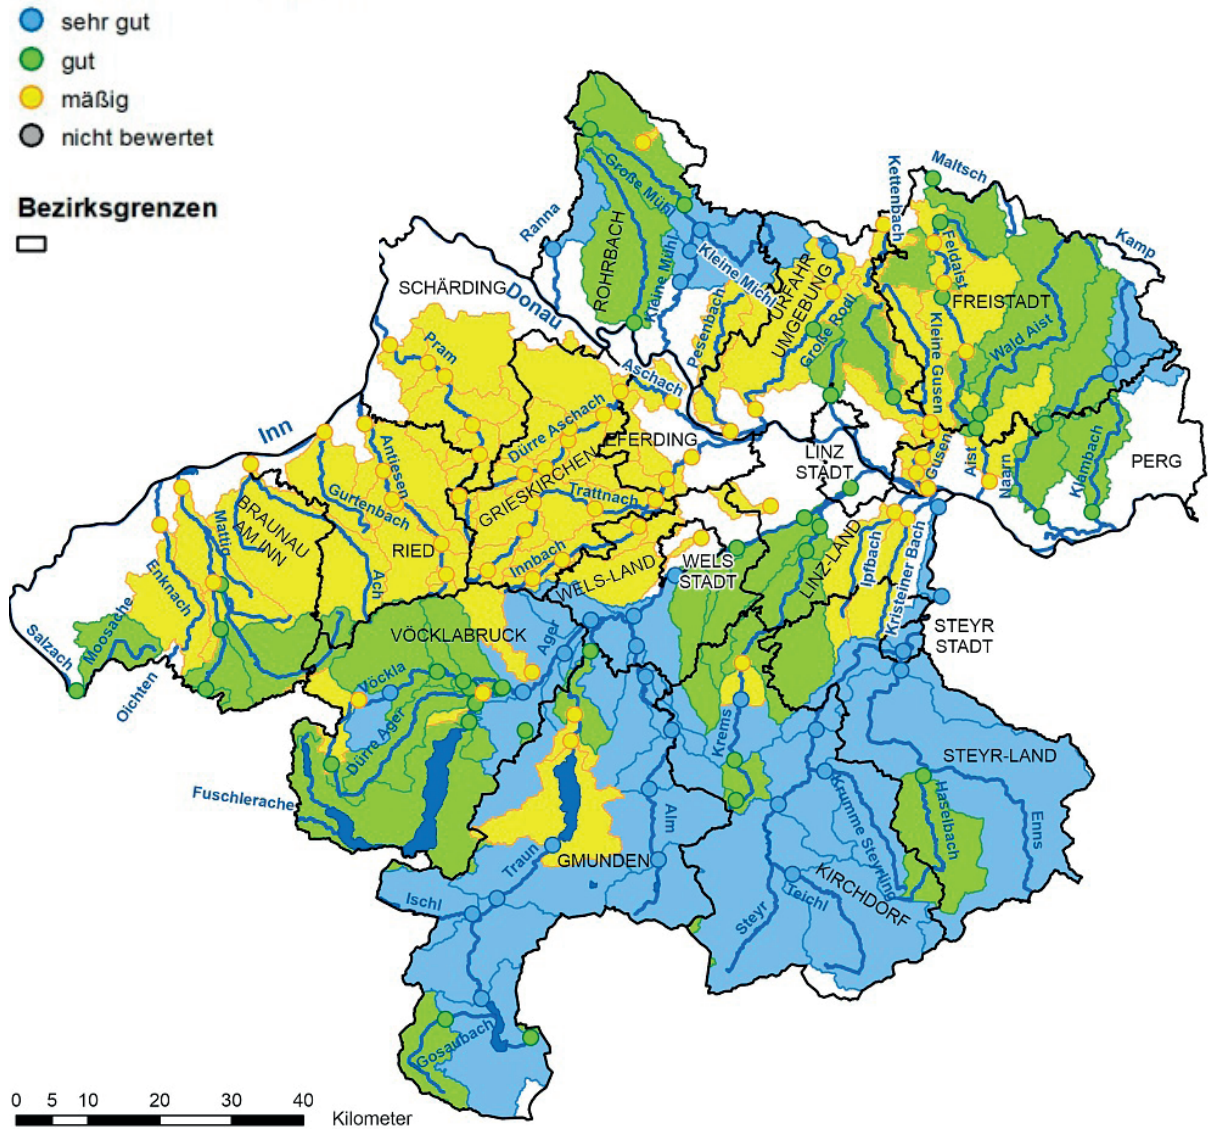 sehr gut
gut
mäßig
nicht bewertet
Bezirksgrenzen
Maltsch
Kettenbach
Große Mühl
Ranna
ROHRBACH
Kleine Mühl
Kleine Michl
Kamp
Feldaist
SCHÄRDING
Donau
URFAHR
UMGEBUNG
FREISTADT
Pesenbach
Große Rodl
Kleine Gusen
Wald Aist
Pram
Aschach
Dürre Aschach
Inn
EFERDING
LINZ
STADT
Gusen
Aist
Naarn
Klambach
PERG
Antiesen
GRIESKIRCHEN
Trattnach
Gurtenbach
BRAUNAU
AM INN
Mattig
RIED
Innbach
WELS
STADT
LINZ-LAND
Ipfbach
Kristeiner Bach
Enknach
Ach
WELS-LAND
Moosache
Salzach
VÖCKLABRUCK
Ager
STEYR
STADT
Oichten
Vöckla
Dürre Ager
Krems
STEYR-LAND
Fuschlerache
Alm
Krumme Steyrling
Haselbach
Enns
Traun
GMUNDEN
KIRCHDORF
Ischl
Steyr
Teichl
Gosaubach
0 5 10 20 30 40
Kilometer